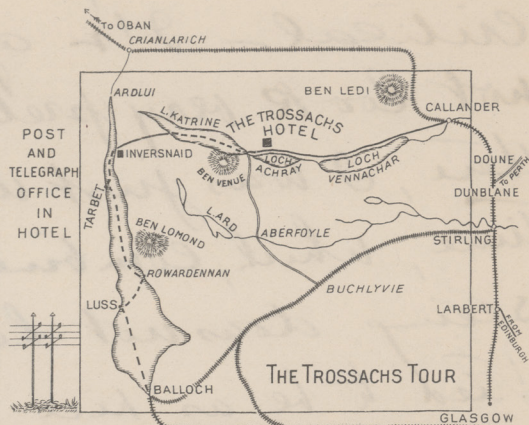 TO OBAN
CRIANLARICH
ARDLUI
BEN LEDI
CALLANDER
L. KATRINE
THE TROSSACHS
HOTEL
POST
AND
TELEGRAPH
OFFICE
IN
HOTEL
INVERSNAID
BEN VENUE
LOCH
ACHRAY
LOCH
VENNACHAR
DOUNE
TO PERTH
DUNBLANE
TARBET
L. ARD
BEN LOMOND
ABERFOYLE
STIRLING
ROWARDENNAN
BUCHLYVIE
LUSS
LARBERT
FROM
EDINBURGH
BALLOCH
THE TROSSACHS TOUR
GLASGOW